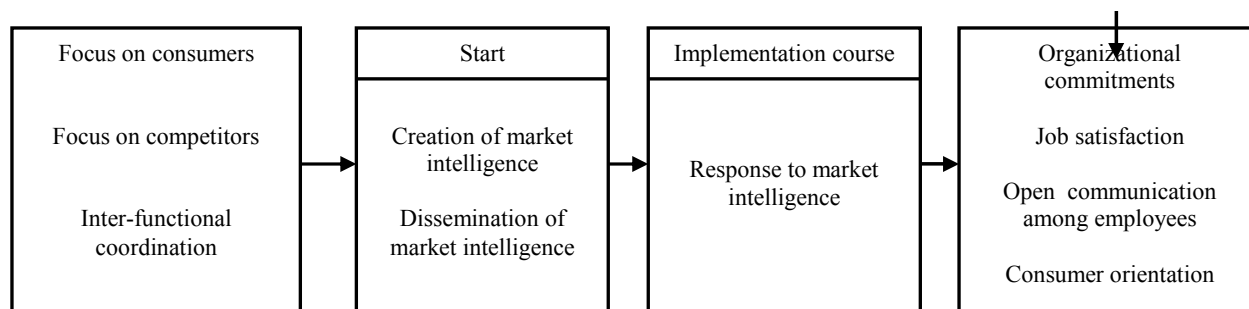 Focus on consumers
Focus on competitors
Inter-functional
coordination
Start
Creation of market
intelligence
Dissemination of
market intelligence
Implementation course
Response to market
intelligence
Organizational
commitments
Job satisfaction
Open communication
among employees
Consumer orientation